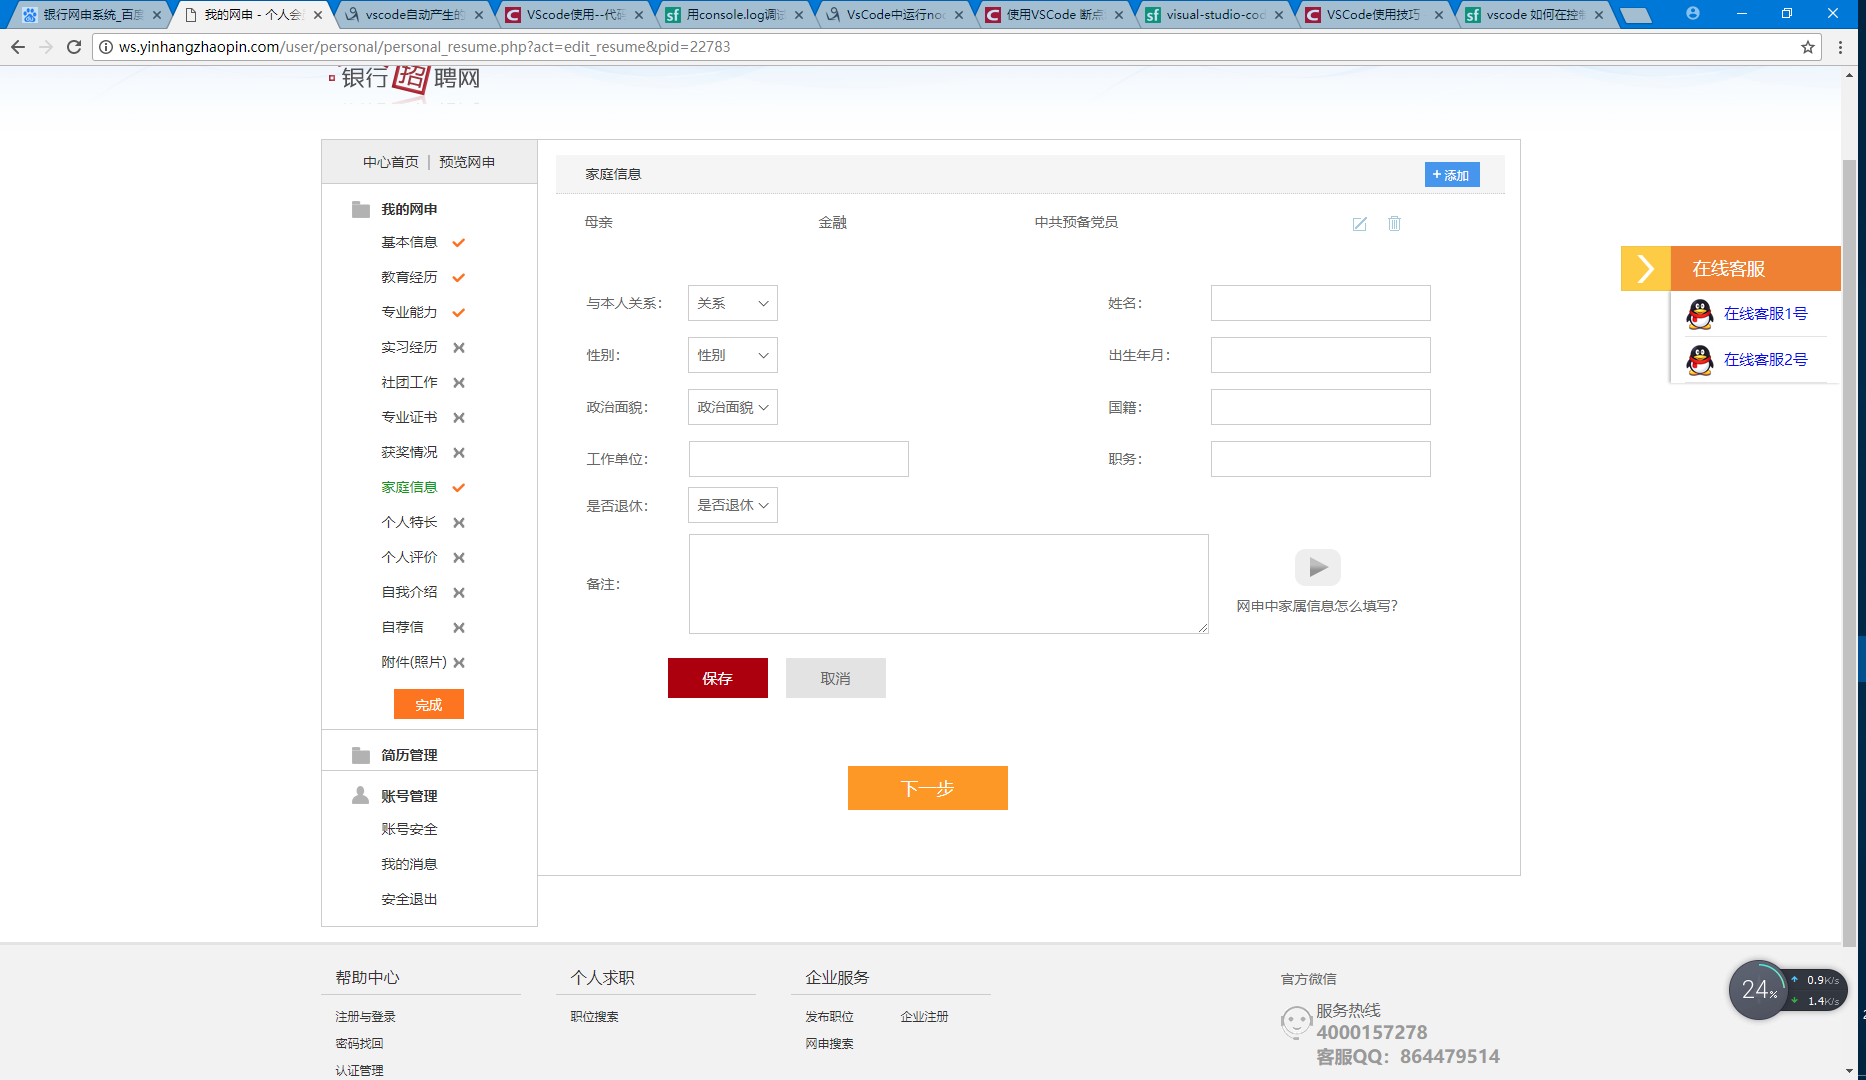 银行网申系统_百度
我的网申 - 个人会
vscode自动产生的
VScode使用--代码
用console.log调试
VsCode中运行no
使用VSCode 断点
visual-studio-cod
VSCode使用技巧
vscode 如何在控制
ws.yinhangzhaopin.com/user/personal/personal_resume.php?act=edit_resume&pid=22783
银行招聘网
中心首页 | 预览网申
我的网申
基本信息
教育经历
专业能力
实习经历
社团工作
专业证书
获奖情况
家庭信息
个人特长
个人评价
自我介绍
自荐信
附件(照片)
完成
简历管理
账号管理
账号安全
我的消息
安全退出
家庭信息
+ 添加
母亲 金融 中共预备党员
与本人关系: 关系 姓名:
性别: 性别 出生年月:
政治面貌: 政治面貌 国籍:
工作单位: 职务:
是否退休: 是否退休
备注:
网申中家属信息怎么填写?
保存 取消
下一步
在线客服
在线客服1号
在线客服2号
帮助中心
注册与登录
密码找回
认证管理
个人求职
职位搜索
企业服务
发布职位 企业注册
网申搜索
官方微信
服务热线
4000157278
客服QQ: 864479514
24%
0.9K/s
1.4K/s